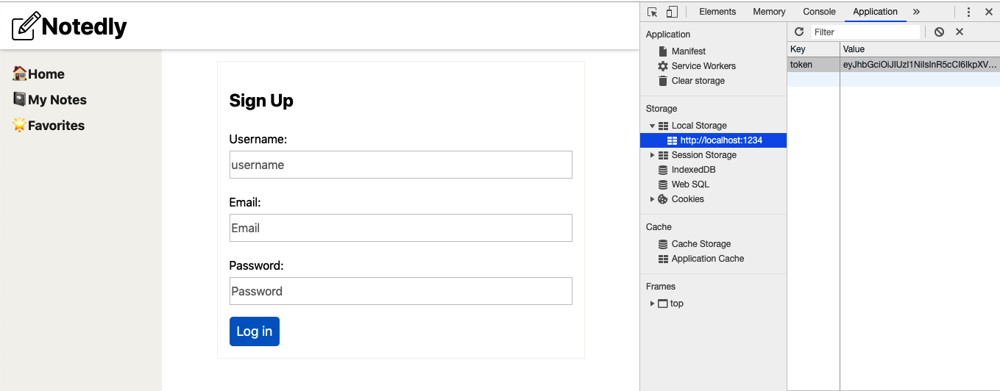 Notedly
Home
My Notes
Favorites
Sign Up
Username:
username
Email:
Email
Password:
Password
Log in
Elements Memory Console Application »
Application
Manifest
Service Workers
Clear storage
Storage
Local Storage
http://localhost:1234
Session Storage
IndexedDB
Web SQL
Cookies
Cache
Cache Storage
Application Cache
Frames
top
Filter
Key Value
token eyJhbGciOiJIUzI1NiIsInR5cCI6IkpXV...